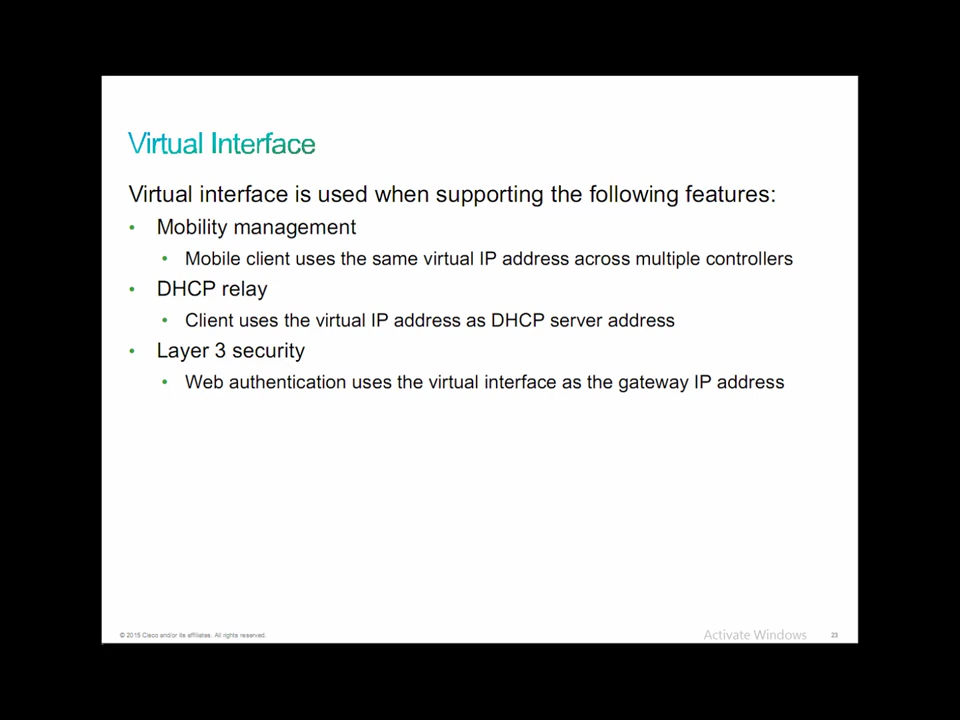 Virtual Interface
Virtual interface is used when supporting the following features:
• Mobility management
• Mobile client uses the same virtual IP address across multiple controllers
• DHCP relay
• Client uses the virtual IP address as DHCP server address
• Layer 3 security
• Web authentication uses the virtual interface as the gateway IP address
© 2015 Cisco and/or its affiliates. All rights reserved.
Activate Windows
23